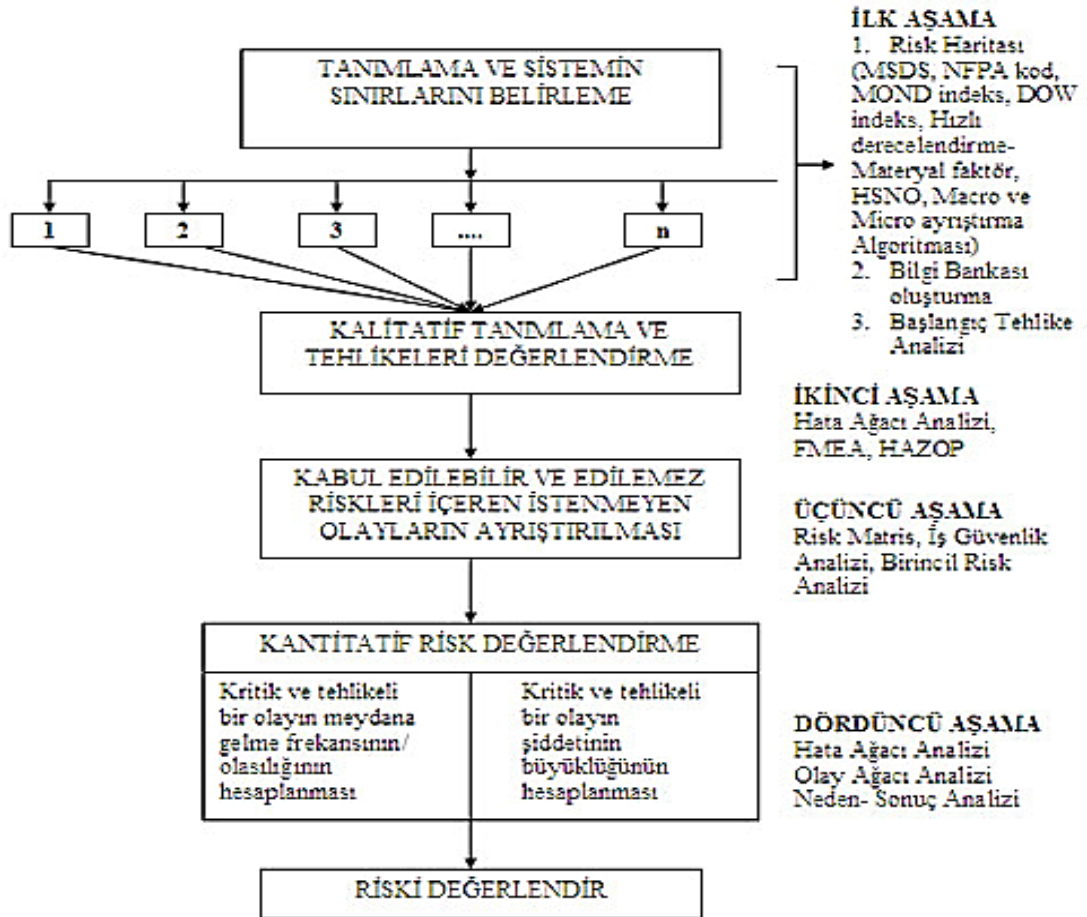 TANIMLAMA VE SİSTEMİN
SINIRLARINI BELİRLEME
1
2
3
....
n
KALİTATİF TANIMLAMA VE
TEHLİKELERİ DEĞERLENDİRME
KABUL EDİLEBİLİR VE EDİLEMEZ
RİSKLERİ İÇEREN İSTENMEYEN
OLAYLARIN AYRIŞTIRILMASI
KANTİTATİF RİSK DEĞERLENDİRME
Kritik ve tehlikeli
bir olayın meydana
gelme frekansının/
olasılığının
hesaplanması
Kritik ve tehlikeli
bir olayın
şiddetinin
büyüklüğünün
hesaplanması
RİSKİ DEĞERLENDİR
İLK AŞAMA
1. Risk Haritası
(MSDS, NFPA kod,
MOND indeks, DOW
indeks, Hızlı
derecelendirme-
Materyal faktör,
HSNO, Macro ve
Micro ayrıştırma
Algoritması)
2. Bilgi Bankası
oluşturma
3. Başlangıç Tehlike
Analizi
İKİNCİ AŞAMA
Hata Ağacı Analizi,
FMEA, HAZOP
ÜÇÜNCÜ AŞAMA
Risk Matris, İş Güvenlik
Analizi, Birincil Risk
Analizi
DÖRDÜNCÜ AŞAMA
Hata Ağacı Analizi
Olay Ağacı Analizi
Neden- Sonuç Analizi